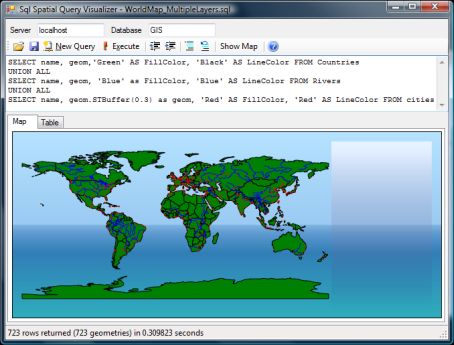 Sql Spatial Query Visualizer - WorldMap_MultipleLayers.sql
Server localhost Database GIS
New Query Execute Show Map
SELECT name, geom,'Green' AS FillColor, 'Black' AS LineColor FROM Countries
UNION ALL
SELECT name, geom, 'Blue' as FillColor, 'Blue' AS LineColor FROM Rivers
UNION ALL
SELECT name, geom.STBuffer(0.3) as geom, 'Red' AS FillColor, 'Red' AS LineColor FROM cities
Map Table
723 rows returned (723 geometries) in 0.309823 seconds